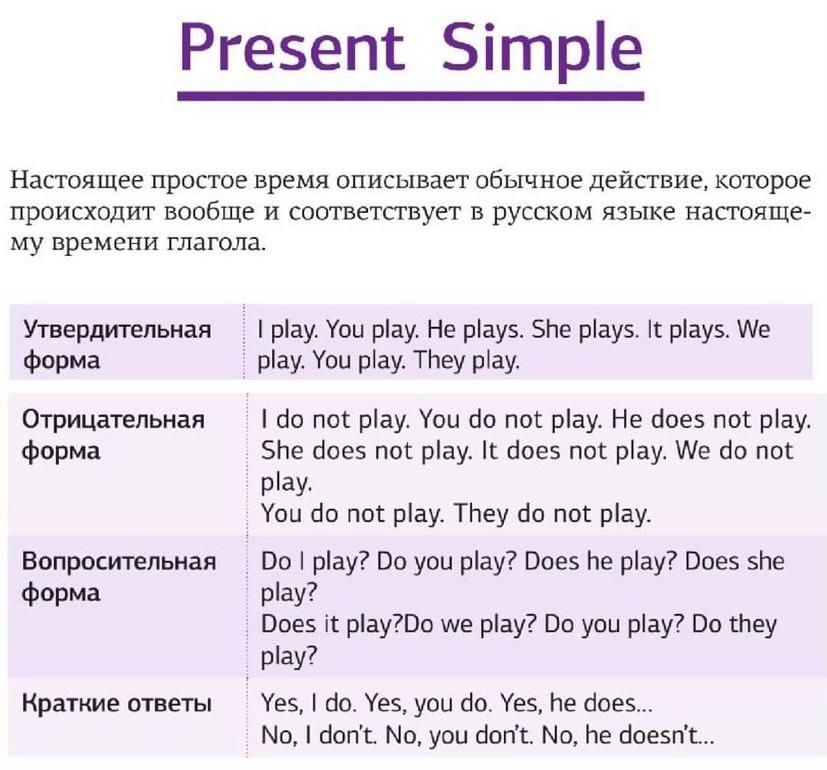 Present Simple
Настоящее простое время описывает обычное действие, которое
происходит вообще и соответствует в русском языке настояще-
му времени глагола.
Утвердительная
форма
I play. You play. He plays. She plays. It plays. We
play. You play. They play.
Отрицательная
форма
I do not play. You do not play. He does not play.
She does not play. It does not play. We do not
play.
You do not play. They do not play.
Вопросительная
форма
Do I play? Do you play? Does he play? Does she
play?
Does it play?Do we play? Do you play? Do they
play?
Краткие ответы
Yes, I do. Yes, you do. Yes, he does...
No, I don’t. No, you don’t. No, he doesn’t...